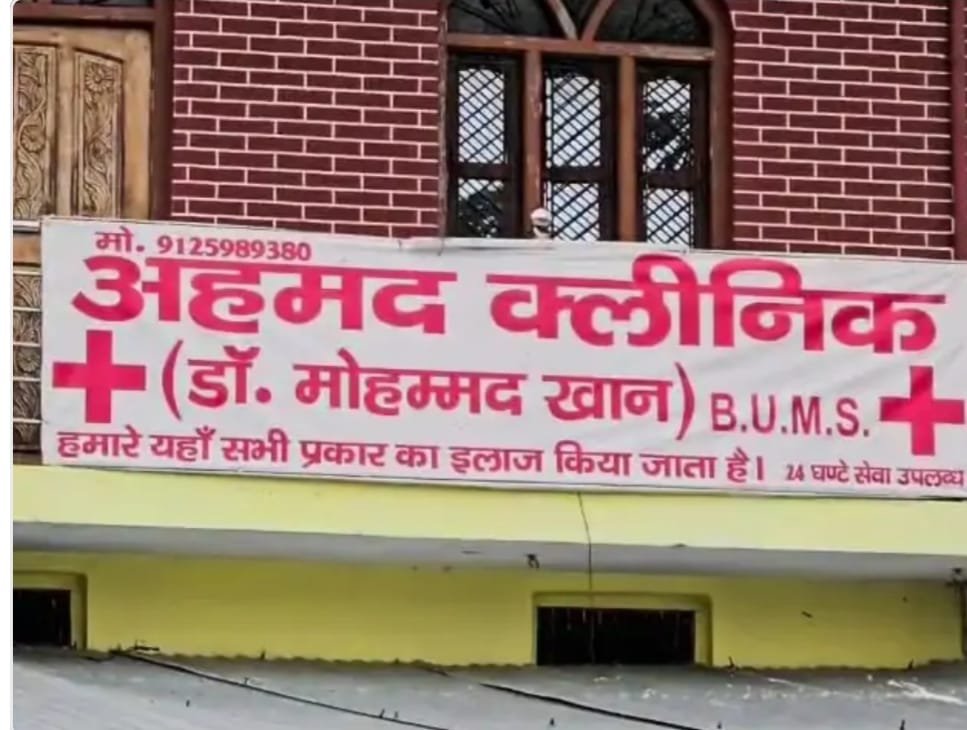 मो. 9125989380
अहमद क्लीनिक
(डॉ. मोहम्मद खान) B.U.M.S.
हमारे यहाँ सभी प्रकार का इलाज किया जाता है। 24 घण्टे सेवा उपलब्ध